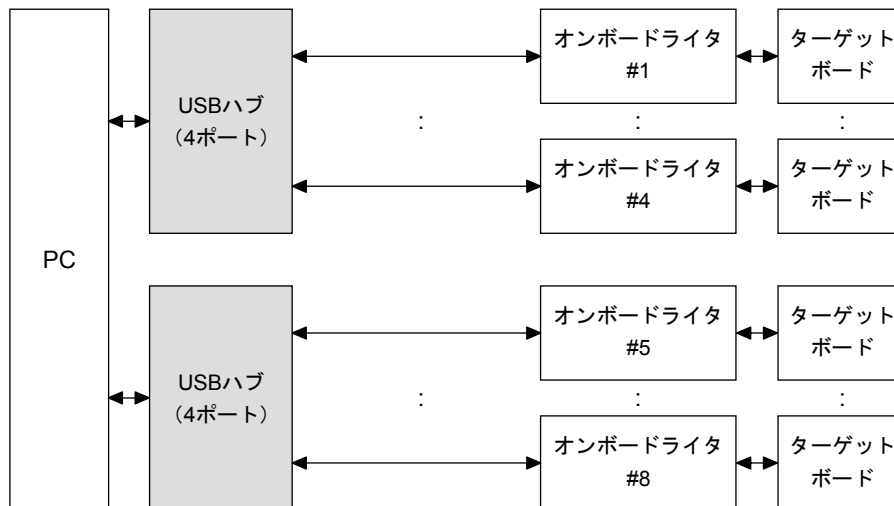 PC
USBハブ
（4ポート）
オンボードライタ
#1
ターゲット
ボード
:
:
:
オンボードライタ
#4
ターゲット
ボード
USBハブ
（4ポート）
オンボードライタ
#5
ターゲット
ボード
:
:
:
オンボードライタ
#8
ターゲット
ボード